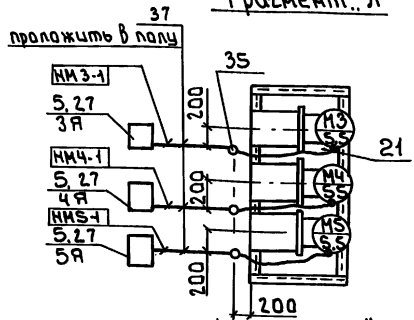 Фрагмент „А
37
проложить в полу
НМ3-1
5, 27
3Я
35
200
М3
5.5
21
НМ4-1
5, 27
4Я
200
М4
5.5
НМ5-1
5.27
5Я
200
М5
5.5
200